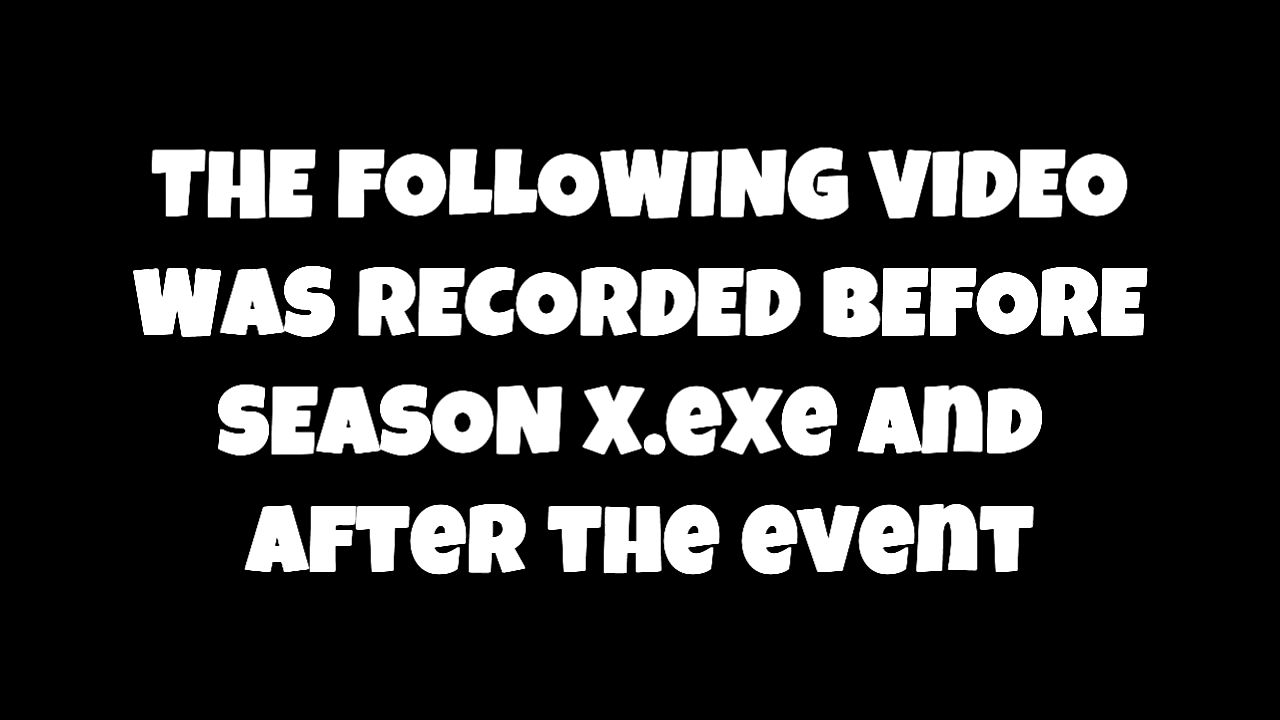 THE FOLLOWING VIDEO
WAS RECORDED BEFORE
SEASON X.exe AnD
AFTeR THe eVenT